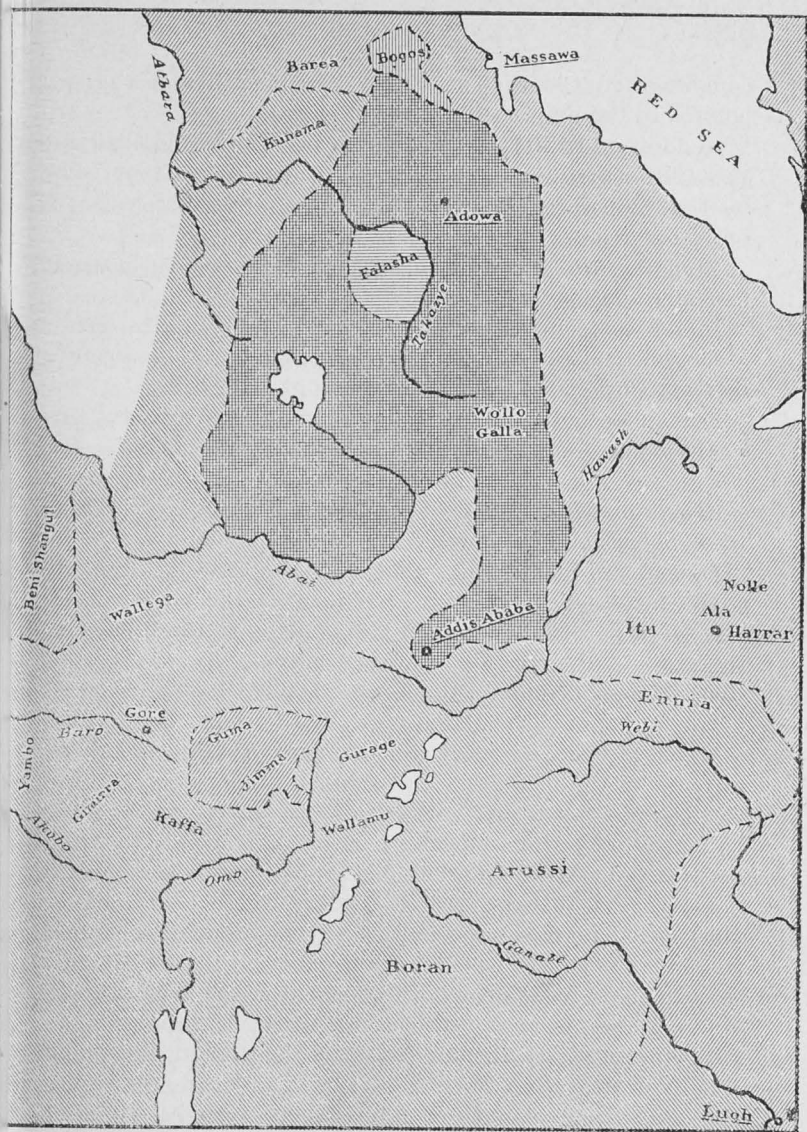 Atbara
Barea
Bogos
Massawa
RED SEA
Kunama
Adowa
Falasha
Takazye
Wollo
Galla
Hawash
Beni Shangul
Abai
Wallega
Addis Ababa
Nolle
Ala
Itu
Harrar
Ennia
Gore
Baro
Guma
Gurage
Webi
Yambo
Jimma
Gimirra
Kaffa
Wallamu
Akobo
Omo
Arussi
Ganale
Boran
Lugh